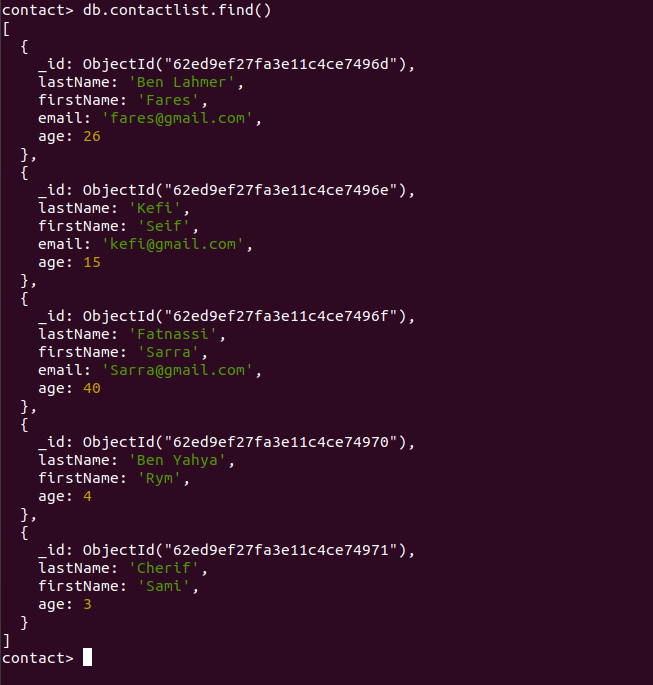 contact> db.contactlist.find()
[
  {
    _id: ObjectId("62ed9ef27fa3e11c4ce7496d"),
    lastName: 'Ben Lahmer',
    firstName: 'Fares',
    email: 'fares@gmail.com',
    age: 26
  },
  {
    _id: ObjectId("62ed9ef27fa3e11c4ce7496e"),
    lastName: 'Kefi',
    firstName: 'Seif',
    email: 'kefi@gmail.com',
    age: 15
  },
  {
    _id: ObjectId("62ed9ef27fa3e11c4ce7496f"),
    lastName: 'Fatnassi',
    firstName: 'Sarra',
    email: 'Sarra@gmail.com',
    age: 40
  },
  {
    _id: ObjectId("62ed9ef27fa3e11c4ce74970"),
    lastName: 'Ben Yahya',
    firstName: 'Rym',
    age: 4
  },
  {
    _id: ObjectId("62ed9ef27fa3e11c4ce74971"),
    lastName: 'Cherif',
    firstName: 'Sami',
    age: 3
  }
]
contact>